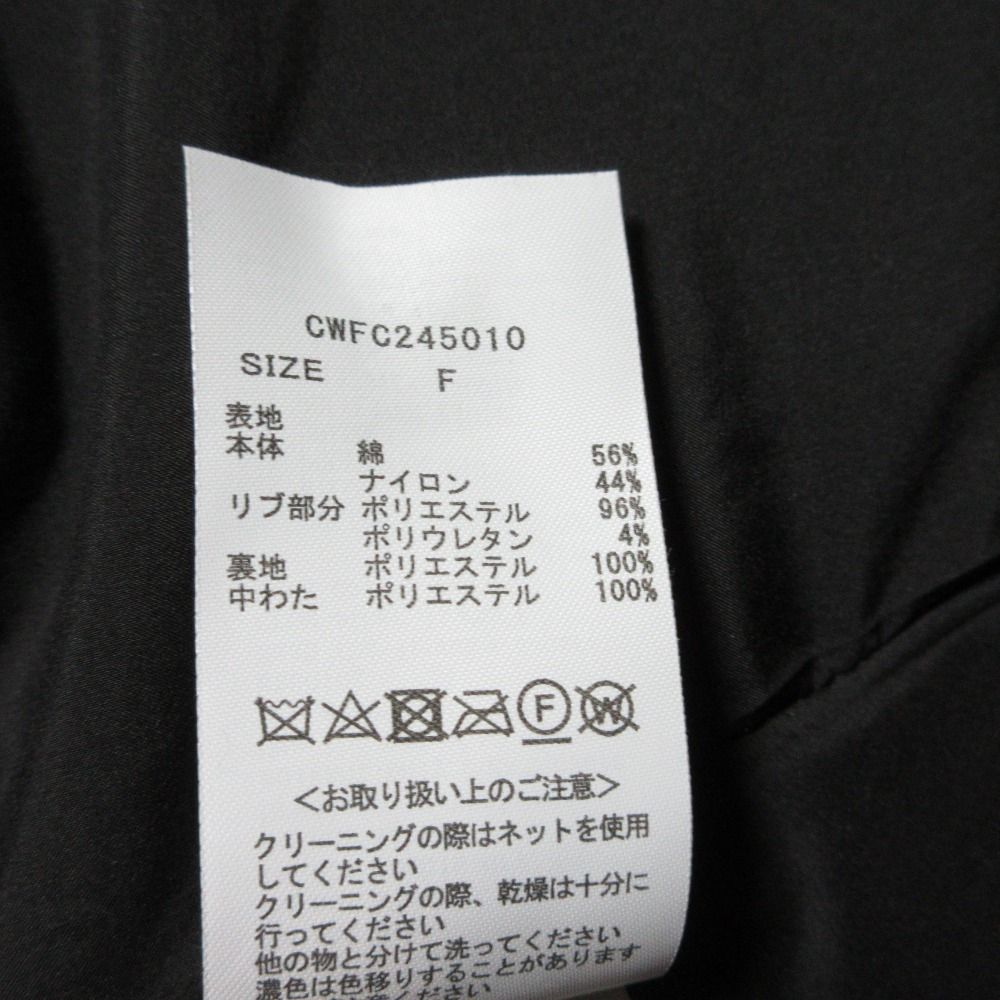 CWFC245010
SIZE F
表地
本体 綿 56%
ナイロン 44%
リブ部分 ポリエステル 96%
ポリウレタン 4%
裏地 ポリエステル 100%
中わた ポリエステル 100%
F W
<お取り扱い上のご注意>
クリーニングの際はネットを使用
してください
クリーニングの際、乾燥は十分に
行ってください
他の物と分けて洗ってください
濃色は色移りすることがあります
ください